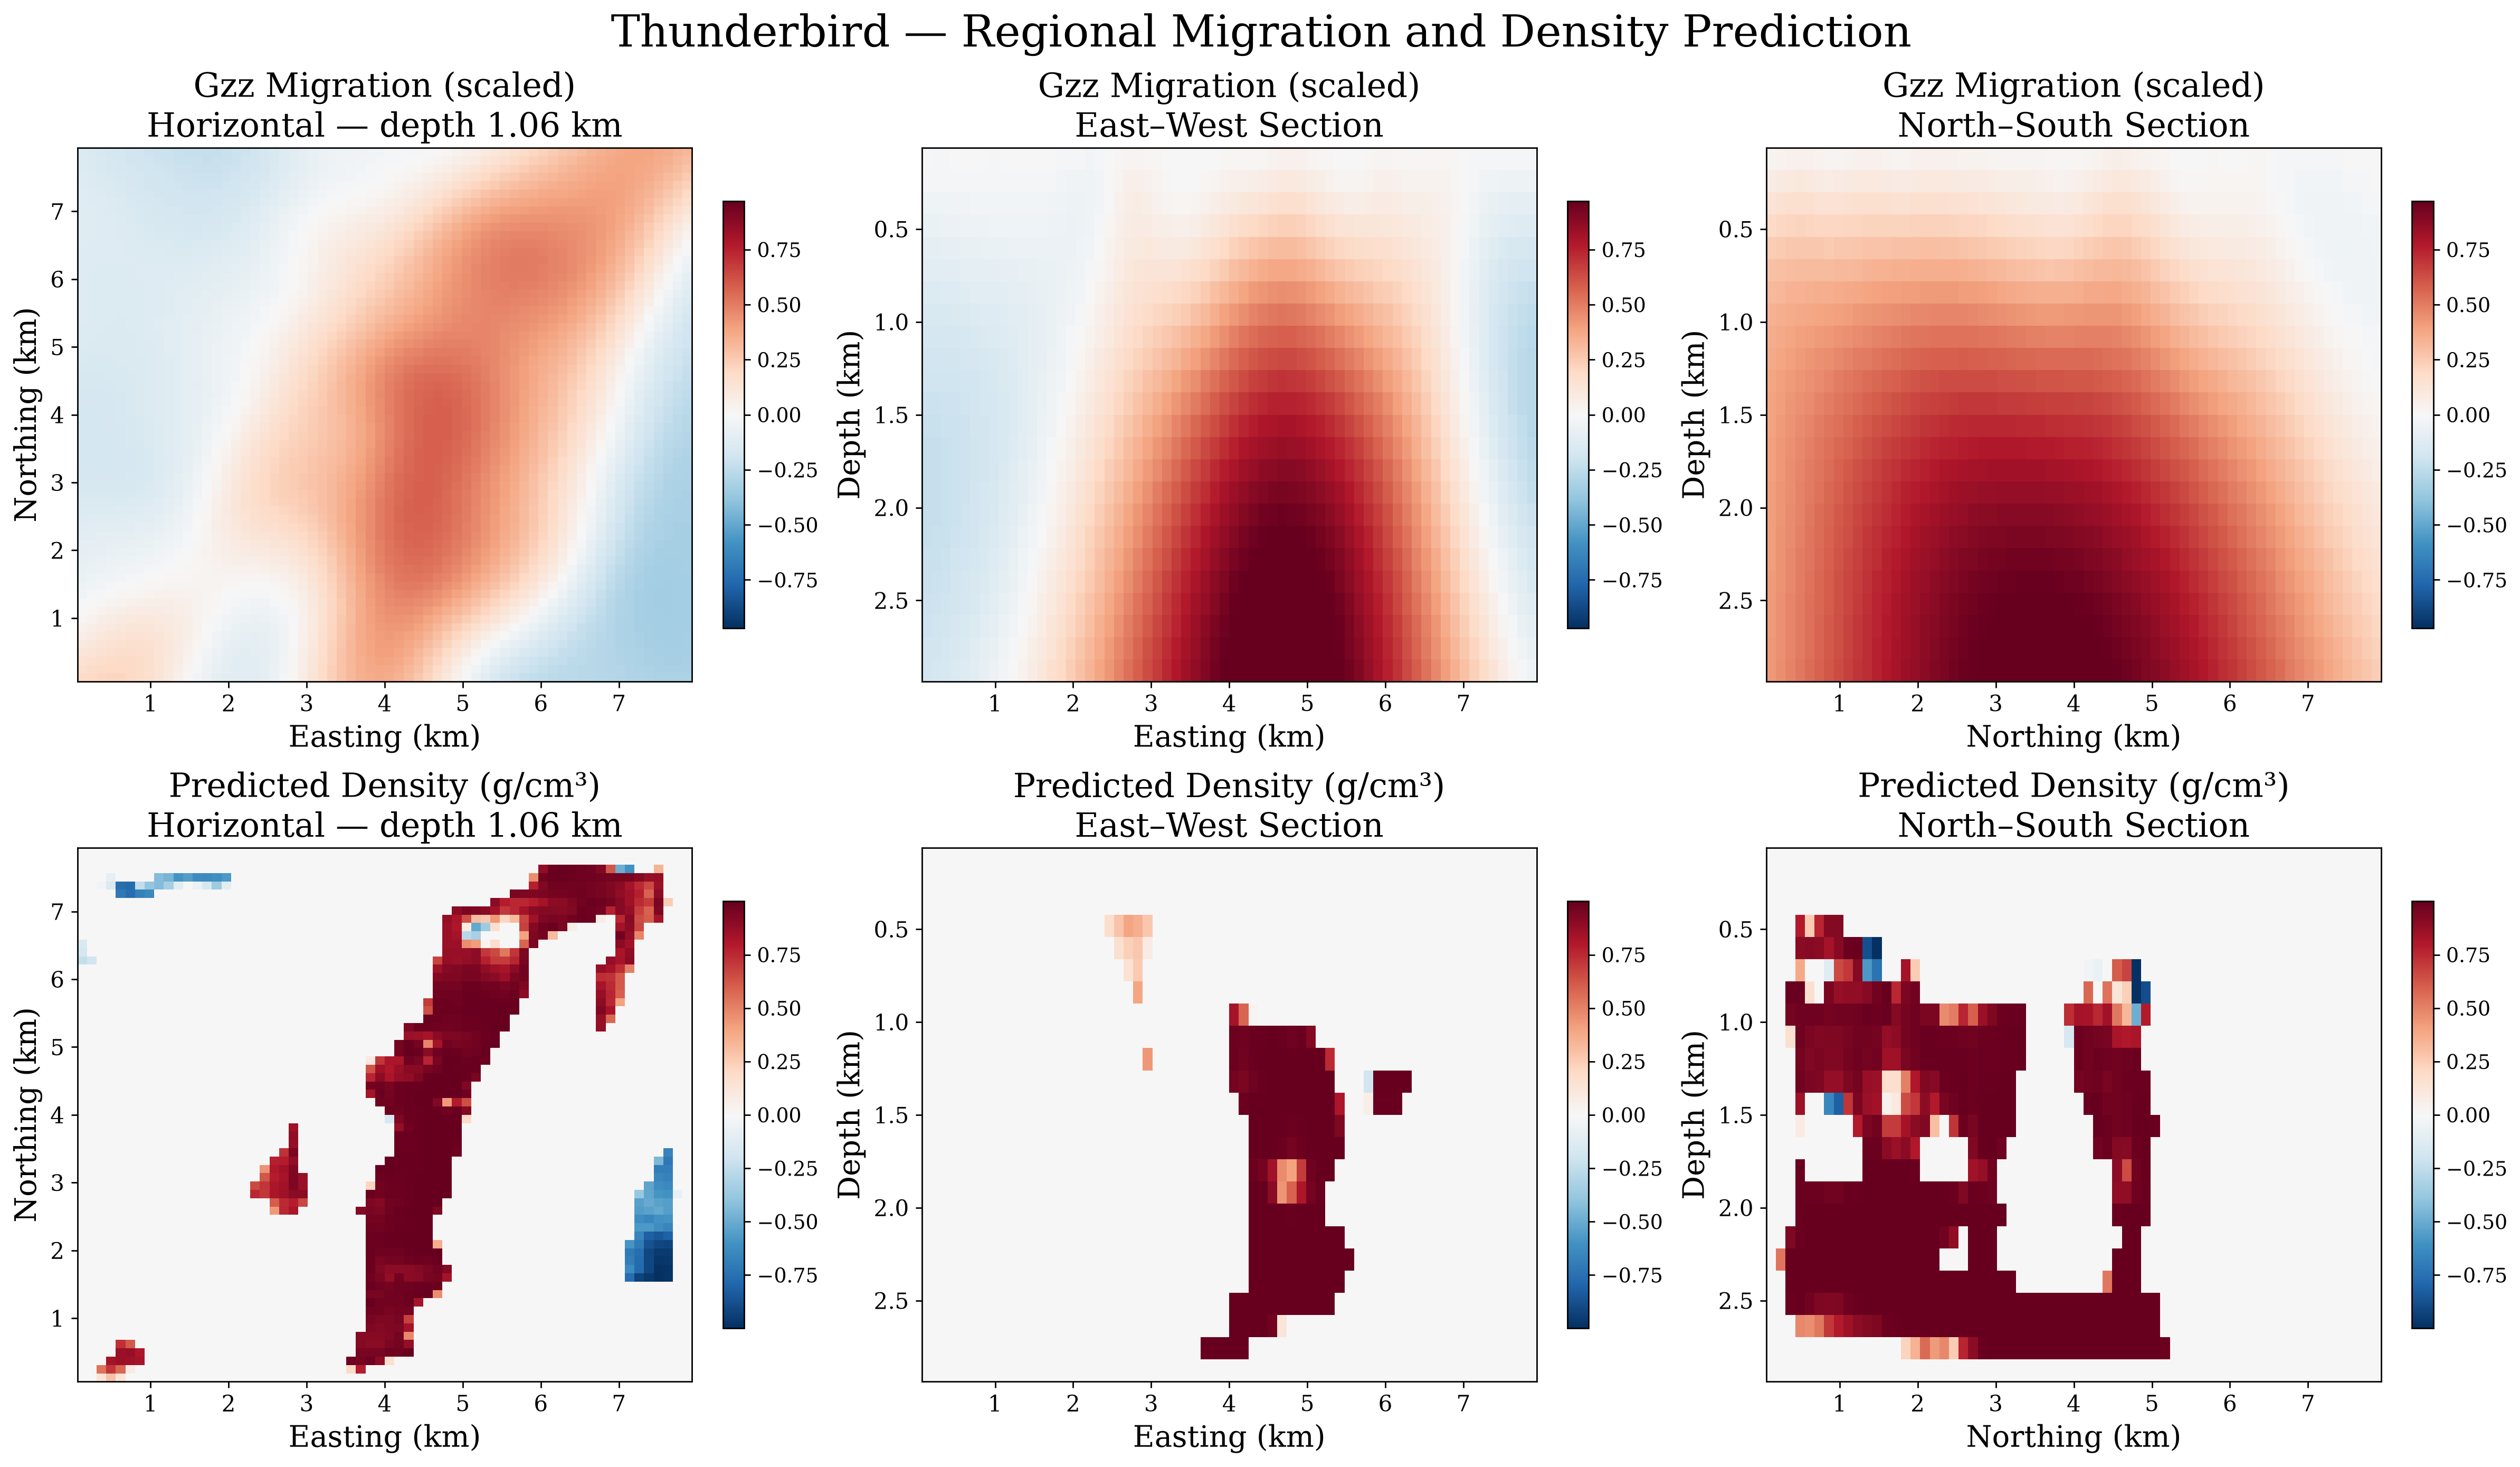 Thunderbird — Regional Migration and Density Prediction
Gzz Migration (scaled)
Horizontal — depth 1.06 km
Northing (km)
7
6
5
4
3
2
1
1 2 3 4 5 6 7
Easting (km)
0.75
0.50
0.25
0.00
−0.25
−0.50
−0.75
Gzz Migration (scaled)
East–West Section
Depth (km)
0.5
1.0
1.5
2.0
2.5
1 2 3 4 5 6 7
Easting (km)
0.75
0.50
0.25
0.00
−0.25
−0.50
−0.75
Gzz Migration (scaled)
North–South Section
Depth (km)
0.5
1.0
1.5
2.0
2.5
1 2 3 4 5 6 7
Northing (km)
0.75
0.50
0.25
0.00
−0.25
−0.50
−0.75
Predicted Density (g/cm³)
Horizontal — depth 1.06 km
Northing (km)
7
6
5
4
3
2
1
1 2 3 4 5 6 7
Easting (km)
0.75
0.50
0.25
0.00
−0.25
−0.50
−0.75
Predicted Density (g/cm³)
East–West Section
Depth (km)
0.5
1.0
1.5
2.0
2.5
1 2 3 4 5 6 7
Easting (km)
0.75
0.50
0.25
0.00
−0.25
−0.50
−0.75
Predicted Density (g/cm³)
North–South Section
Depth (km)
0.5
1.0
1.5
2.0
2.5
1 2 3 4 5 6 7
Northing (km)
0.75
0.50
0.25
0.00
−0.25
−0.50
−0.75